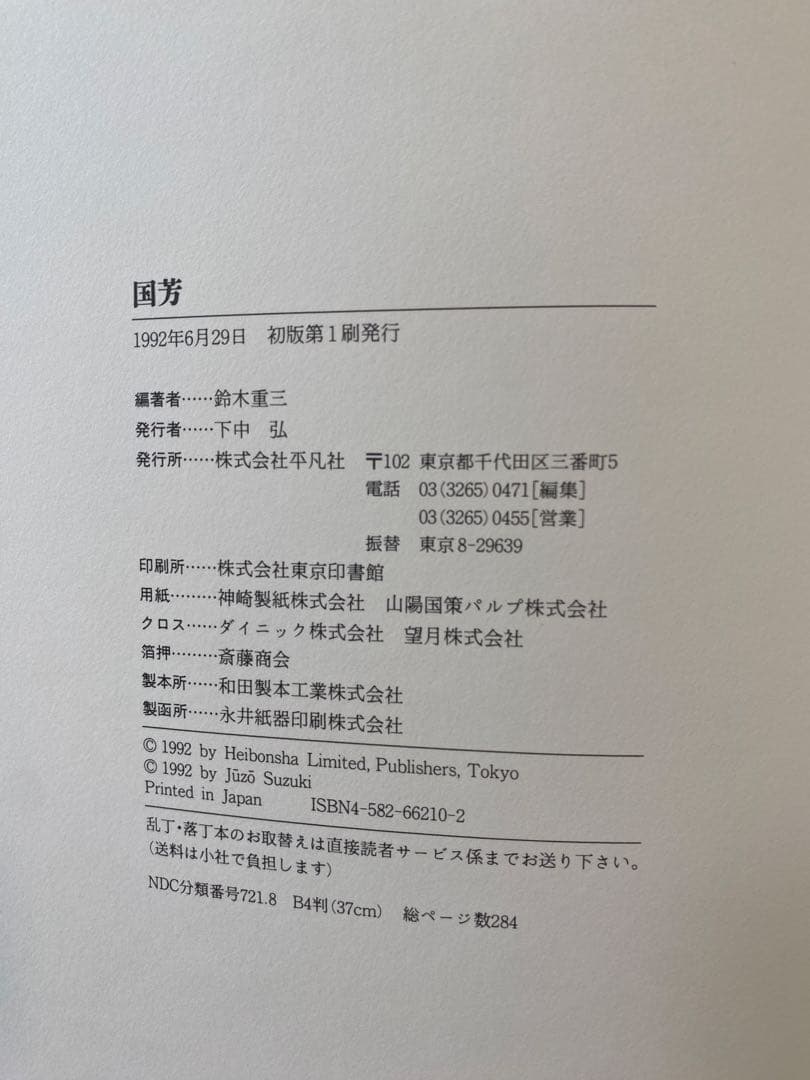 国芳
1992年6月29日　初版第1刷発行
編著者……鈴木重三
発行者……下中　弘
発行所……株式会社平凡社　〒102 東京都千代田区三番町5
電話　03(3265)0471[編集]
03(3265)0455[営業]
振替　東京8-29639
印刷所……株式会社東京印書館
用紙………神崎製紙株式会社　山陽国策パルプ株式会社
クロス……ダイニック株式会社　望月株式会社
箔押………斎藤商会
製本所……和田製本工業株式会社
製函所……永井紙器印刷株式会社
© 1992 by Heibonsha Limited, Publishers, Tokyo
© 1992 by Jūzō Suzuki
Printed in Japan　ISBN4-582-66210-2
乱丁・落丁本のお取替えは直接読者サービス係までお送り下さい。
(送料は小社で負担します)
NDC分類番号721.8　B4判(37cm)　総ページ数284